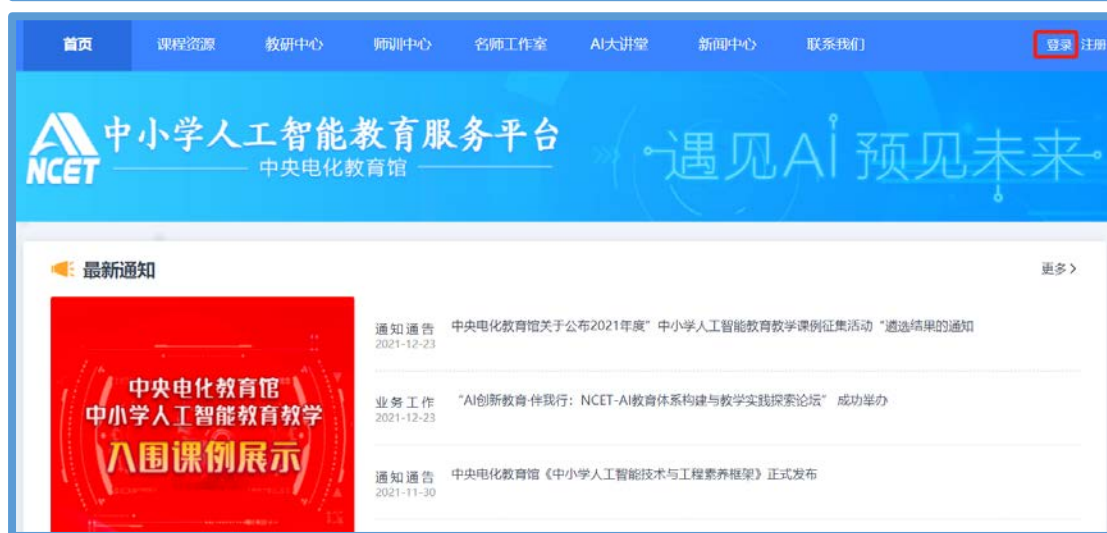 首页 课程资源 教研中心 师训中心 名师工作室 AI大讲堂 新闻中心 联系我们 登录 注册
NCET
中小学人工智能教育服务平台
中央电化教育馆
遇见AI 预见未来
最新通知 更多
中央电化教育馆
中小学人工智能教育教学
入围课例展示
通知通告 中央电化教育馆关于公布2021年度”中小学人工智能教育教学课例征集活动“遴选结果的通知
2021-12-23
业务工作 “AI创新教育·伴我行：NCET-AI教育体系构建与教学实践探索论坛” 成功举办
2021-12-23
通知通告 中央电化教育馆《中小学人工智能技术与工程素养框架》正式发布
2021-11-30